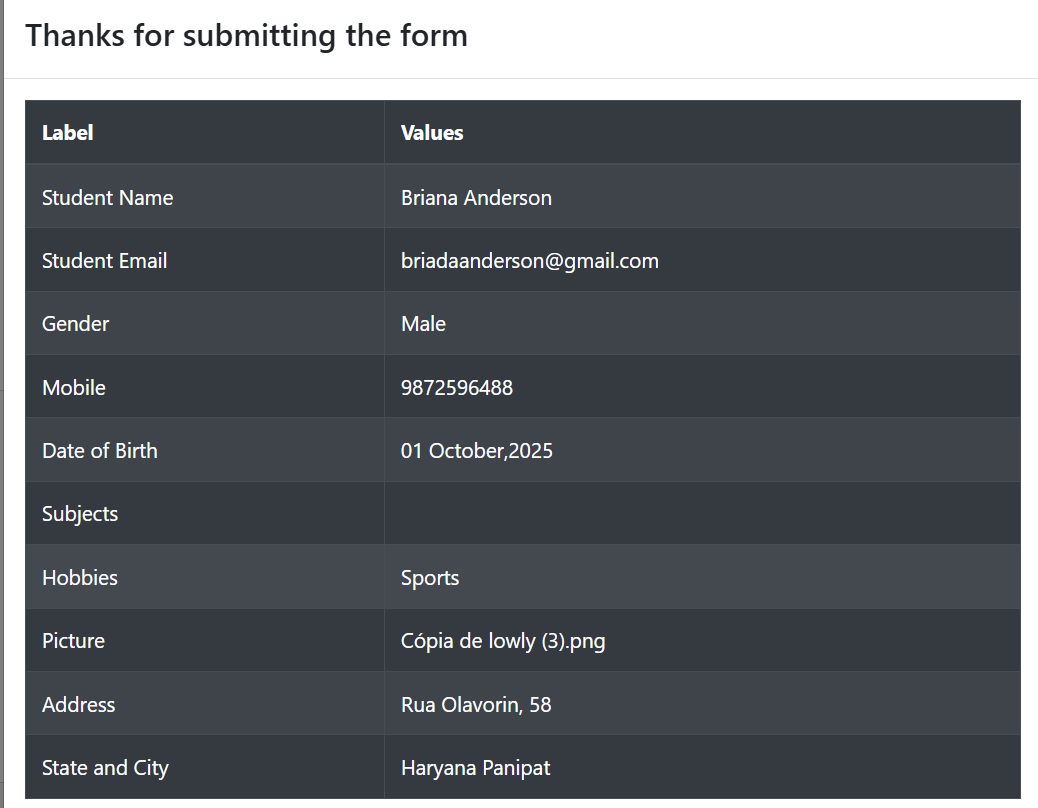 Thanks for submitting the form
Label Values
Student Name Briana Anderson
Student Email briadaanderson@gmail.com
Gender Male
Mobile 9872596488
Date of Birth 01 October,2025
Subjects
Hobbies Sports
Picture Cópia de lowly (3).png
Address Rua Olavorin, 58
State and City Haryana Panipat